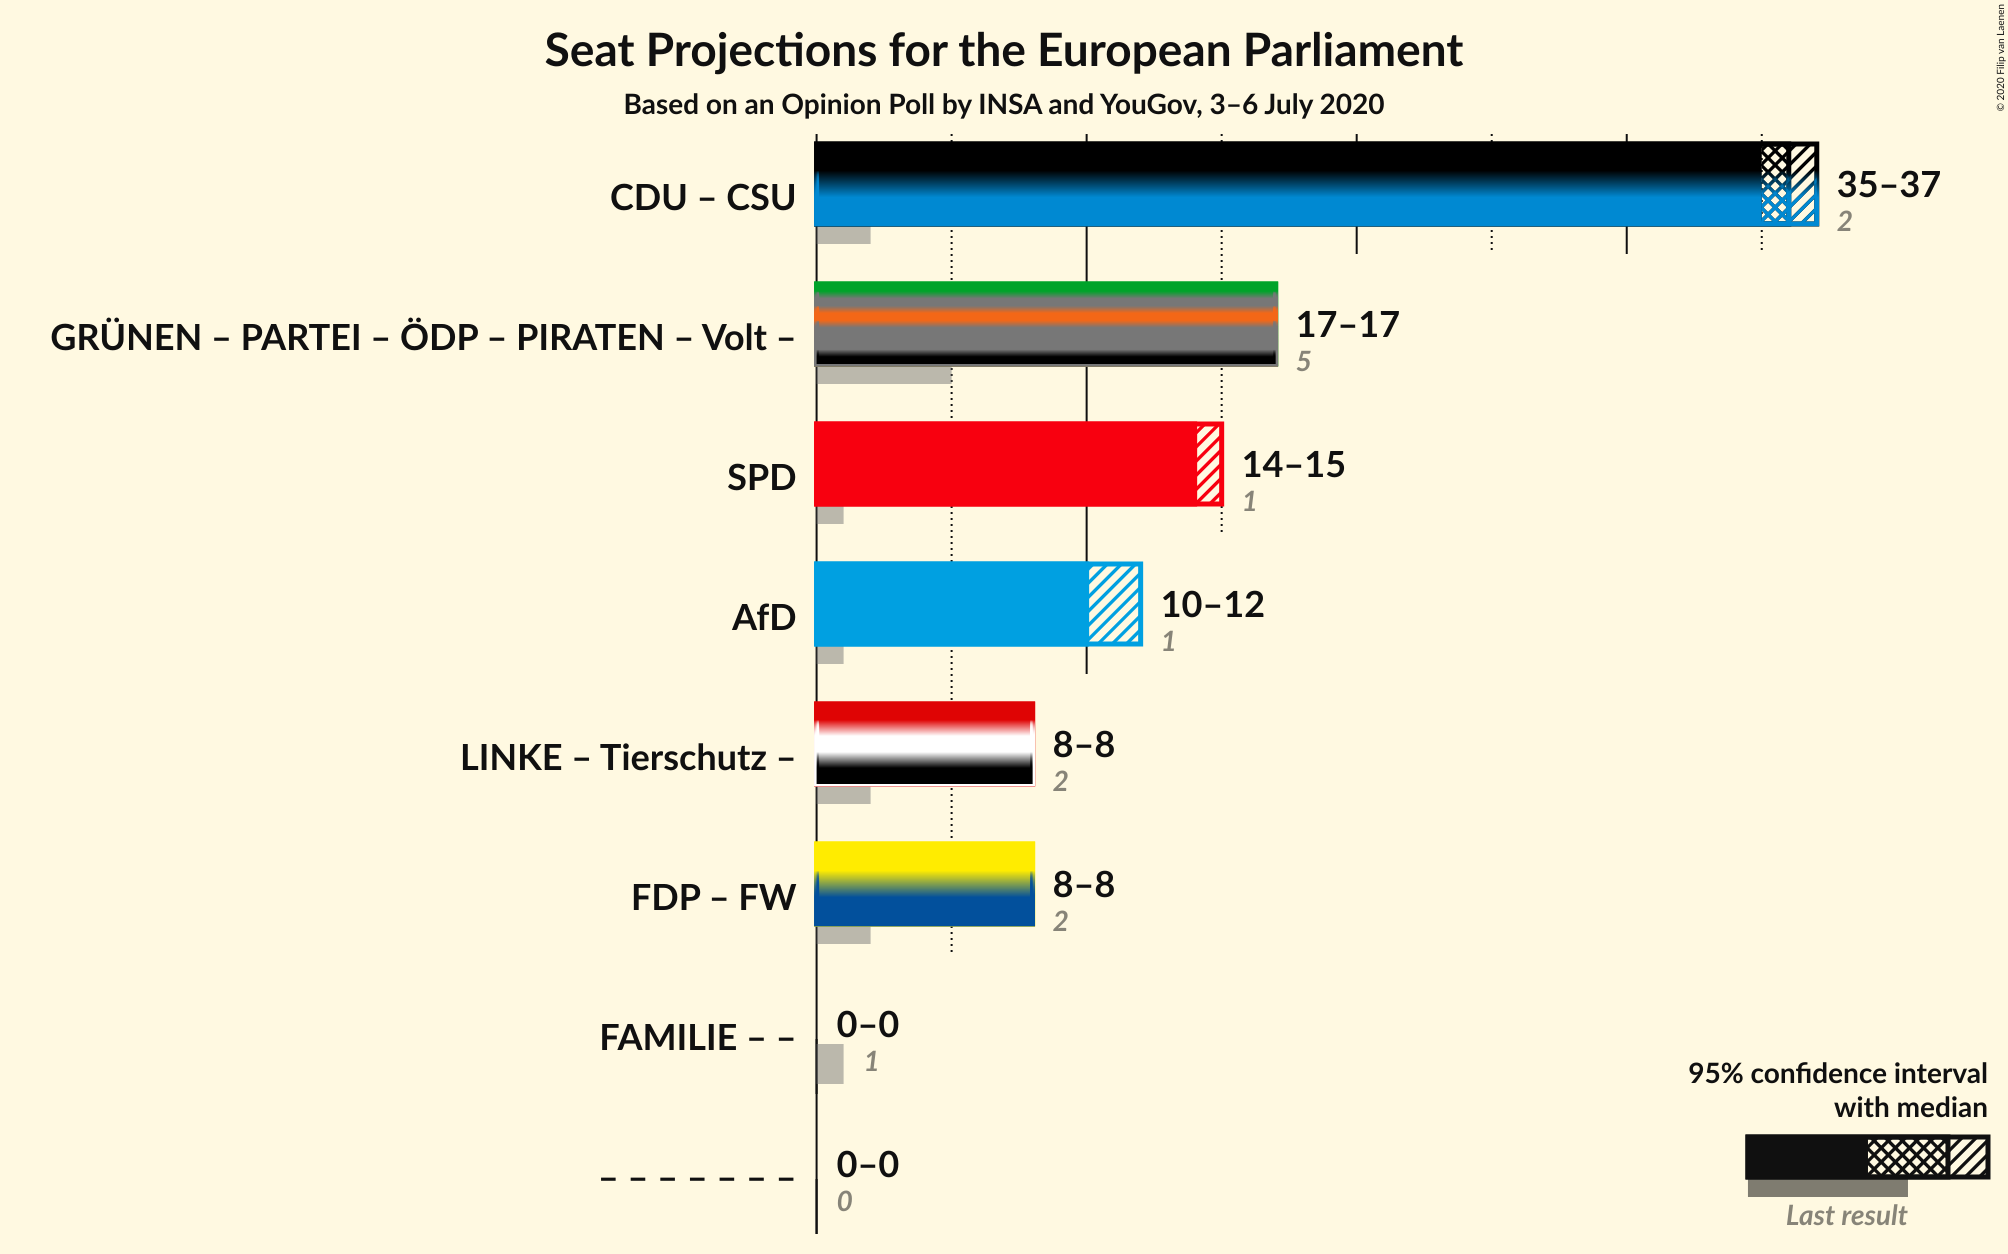 Seat Projections for the European Parliament
Based on an Opinion Poll by INSA and YouGov, 3–6 July 2020
© 2020 Filip van Laenen
CDU – CSU
35–37
2
GRÜNEN – PARTEI – ÖDP – PIRATEN – Volt –
17–17
5
SPD
14–15
1
AfD
10–12
1
LINKE – Tierschutz –
8–8
2
FDP – FW
8–8
2
FAMILIE – –
0–0
1
– – – – – – –
0–0
0
95% confidence interval
with median
Last result